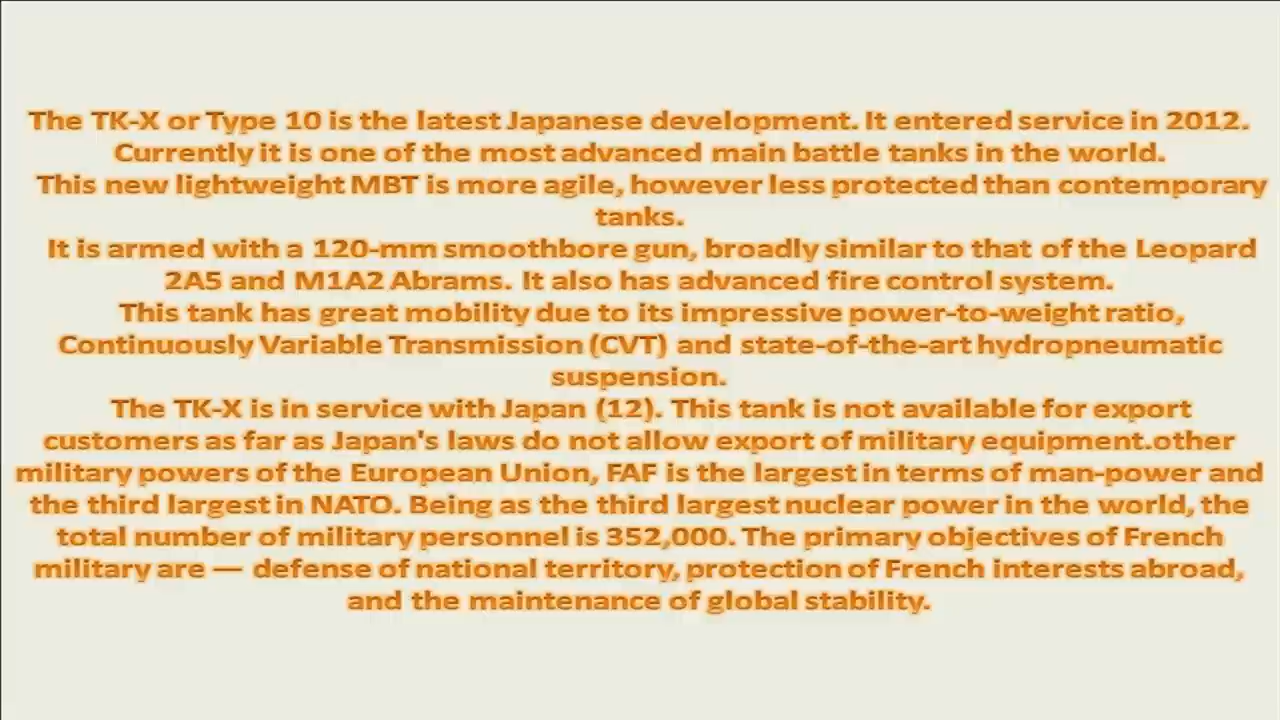 The TK-X or Type 10 is the latest Japanese development. It entered service in 2012.
Currently it is one of the most advanced main battle tanks in the world.
This new lightweight MBT is more agile, however less protected than contemporary
tanks.
It is armed with a 120-mm smoothbore gun, broadly similar to that of the Leopard
2A5 and M1A2 Abrams. It also has advanced fire control system.
This tank has great mobility due to its impressive power-to-weight ratio,
Continuously Variable Transmission (CVT) and state-of-the-art hydropneumatic
suspension.
The TK-X is in service with Japan (12). This tank is not available for export
customers as far as Japan's laws do not allow export of military equipment.other
military powers of the European Union, FAF is the largest in terms of man-power and
the third largest in NATO. Being as the third largest nuclear power in the world, the
total number of military personnel is 352,000. The primary objectives of French
military are — defense of national territory, protection of French interests abroad,
and the maintenance of global stability.